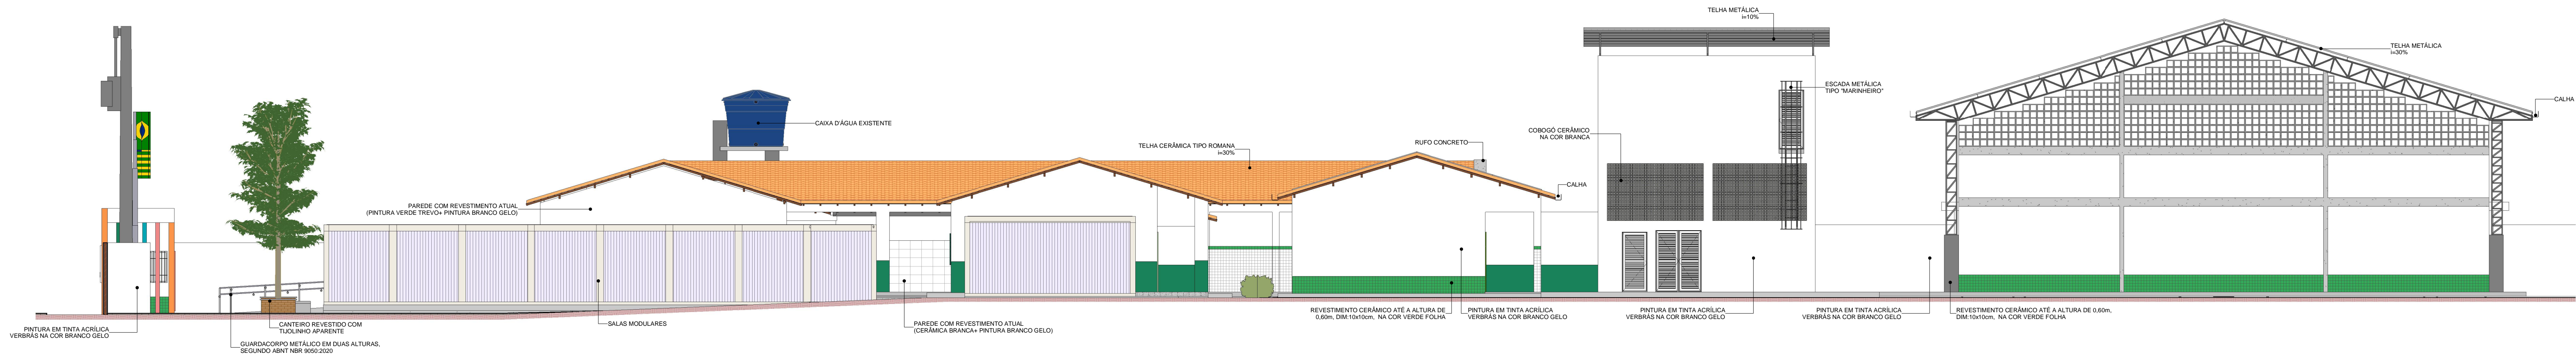 PINTURA EM TINTA ACRÍLICA
VERBRÁS NA COR BRANCO GELO
GUARDACORPO METÁLICO EM DUAS ALTURAS,
SEGUNDO ABNT NBR 9050:2020
CANTEIRO REVESTIDO COM
TIJOLINHO APARENTE
PAREDE COM REVESTIMENTO ATUAL
(PINTURA VERDE TREVO+ PINTURA BRANCO GELO)
SALAS MODULARES
CAIXA D'ÁGUA EXISTENTE
PAREDE COM REVESTIMENTO ATUAL
(CERÂMICA BRANCA+ PINTURA BRANCO GELO)
TELHA CERÂMICA TIPO ROMANA
i=30%
RUFO CONCRETO
CALHA
REVESTIMENTO CERÂMICO ATÉ A ALTURA DE
0,60m, DIM:10x10cm, NA COR VERDE FOLHA
PINTURA EM TINTA ACRÍLICA
VERBRÁS NA COR BRANCO GELO
COBOGÓ CERÂMICO
NA COR BRANCA
TELHA METÁLICA
i=10%
ESCADA METÁLICA
TIPO "MARINHEIRO"
PINTURA EM TINTA ACRÍLICA
VERBRÁS NA COR BRANCO GELO
PINTURA EM TINTA ACRÍLICA
VERBRÁS NA COR BRANCO GELO
REVESTIMENTO CERÂMICO ATÉ A ALTURA DE 0,60m,
DIM:10x10cm, NA COR VERDE FOLHA
TELHA METÁLICA
i=30%
CALHA